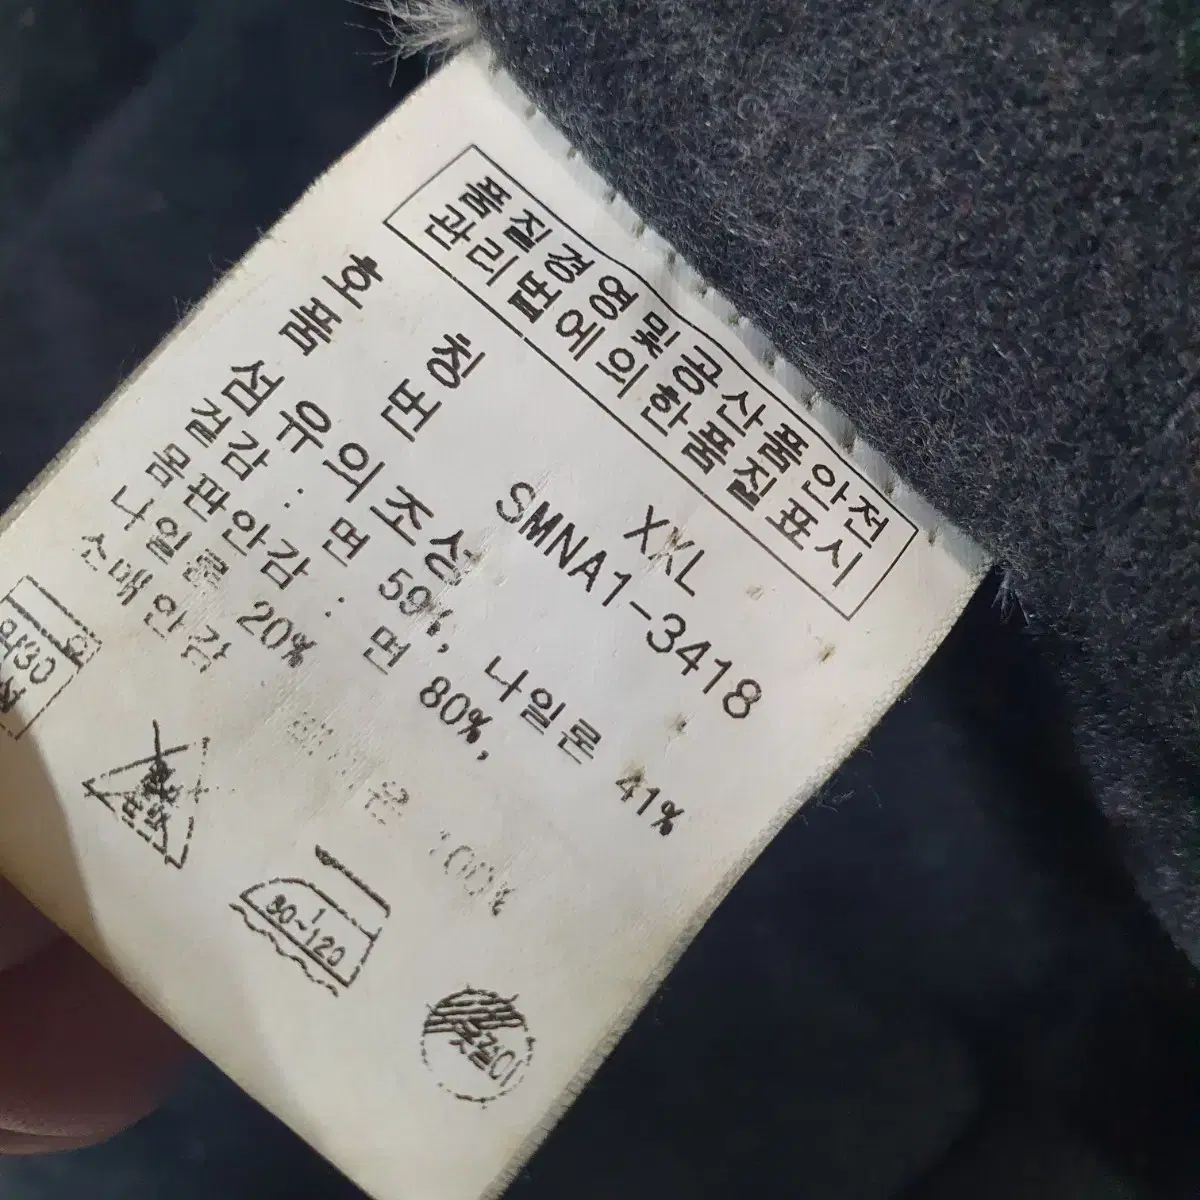 품질경영및공산품안전
관리법에의한품질표시
호칭 XXL
품번 SMNA1-3418
섬유의조성
겉감 : 면 59%, 나일론 41%
몸판안감 : 면 80%,
나일론 20%
소매안감 100%
80~120